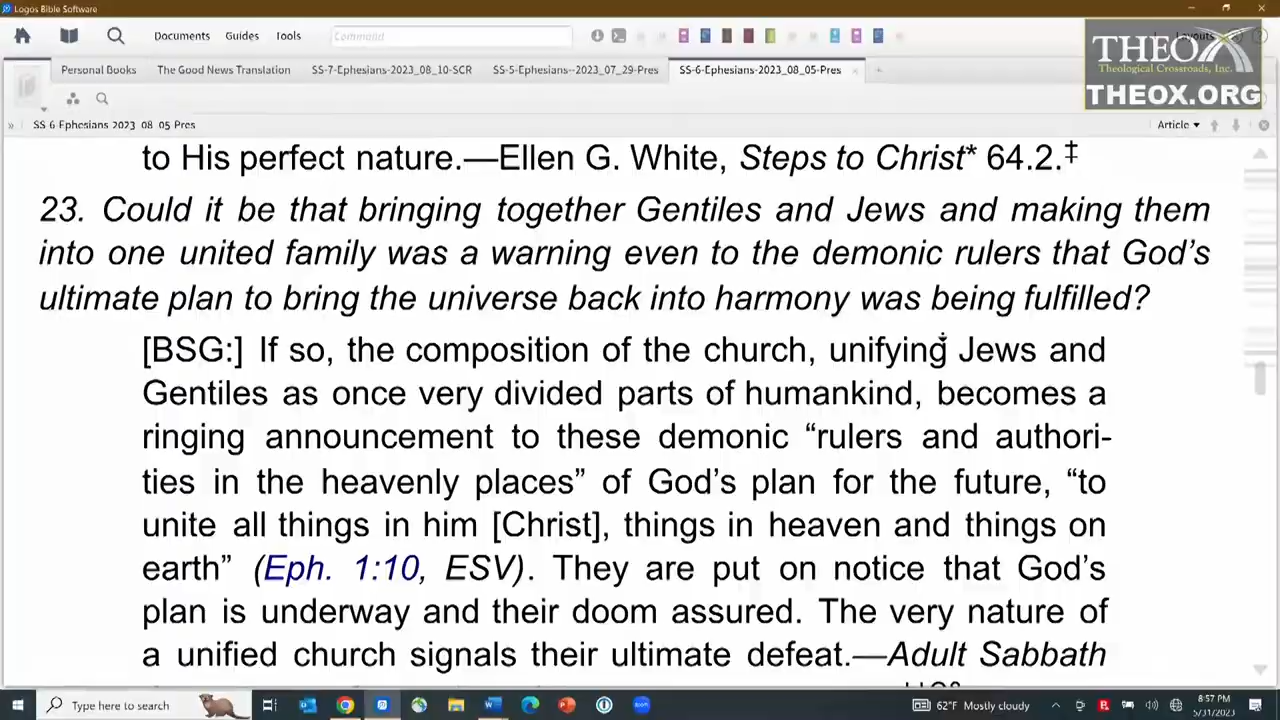 Logos Bible Software
Documents Guides Tools Command Layouts
THEOX
Theological Crossroads, Inc.
THEOX.ORG
Personal Books The Good News Translation SS-7-Ephesians-2023_0 SS-5-Ephesians--2023_07_29-Pres SS-6-Ephesians-2023_08_05-Pres
SS-6-Ephesians-2023_08_05-Pres Article
to His perfect nature.—Ellen G. White, Steps to Christ* 64.2.‡
23. Could it be that bringing together Gentiles and Jews and making them
into one united family was a warning even to the demonic rulers that God’s
ultimate plan to bring the universe back into harmony was being fulfilled?
[BSG:] If so, the composition of the church, unifying Jews and
Gentiles as once very divided parts of humankind, becomes a
ringing announcement to these demonic “rulers and authori-
ties in the heavenly places” of God’s plan for the future, “to
unite all things in him [Christ], things in heaven and things on
earth” (Eph. 1:10, ESV). They are put on notice that God’s
plan is underway and their doom assured. The very nature of
a unified church signals their ultimate defeat.—Adult Sabbath
Type here to search 62°F Mostly cloudy 8:57 PM
5/31/2023